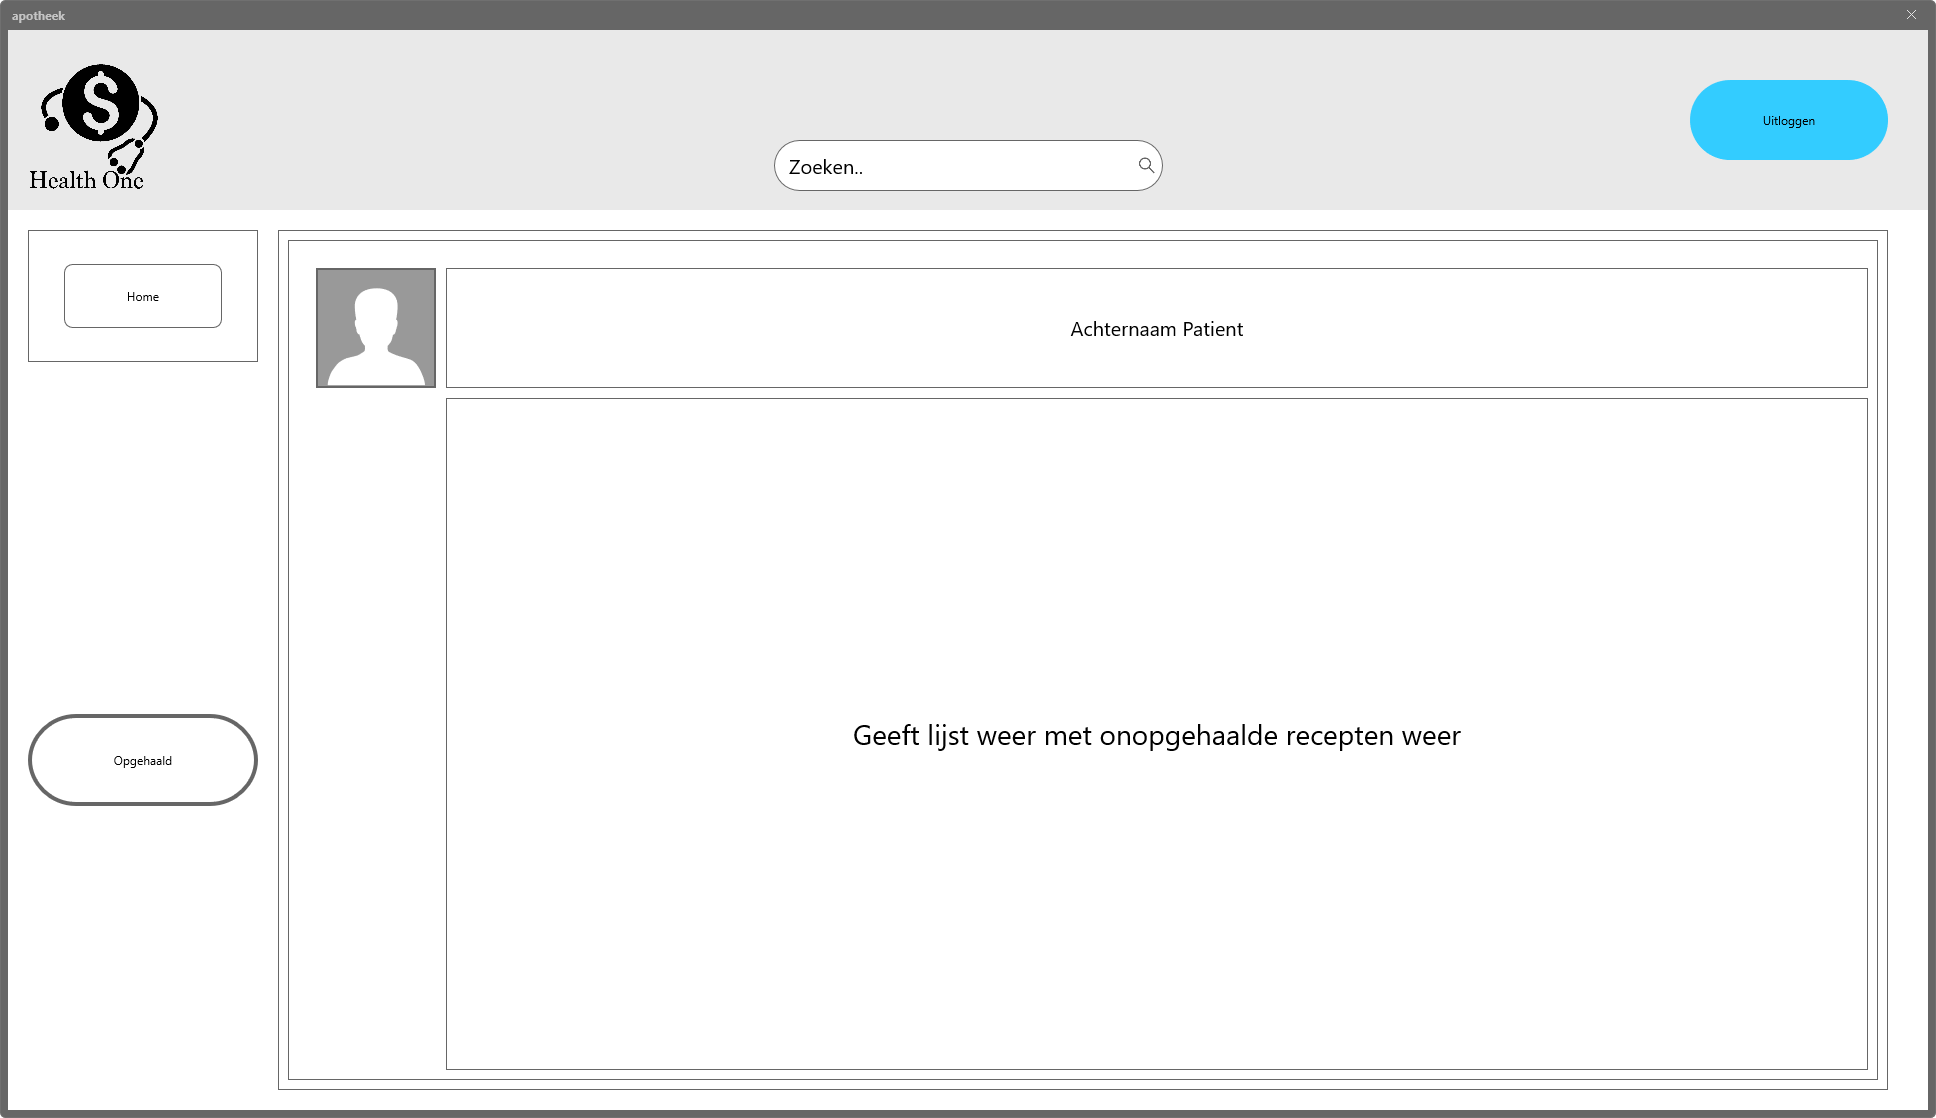 apotheek
$
Health One
Zoeken..
Uitloggen
Home
Achternaam Patient
Opgehaald
Geeft lijst weer met onopgehaalde recepten weer